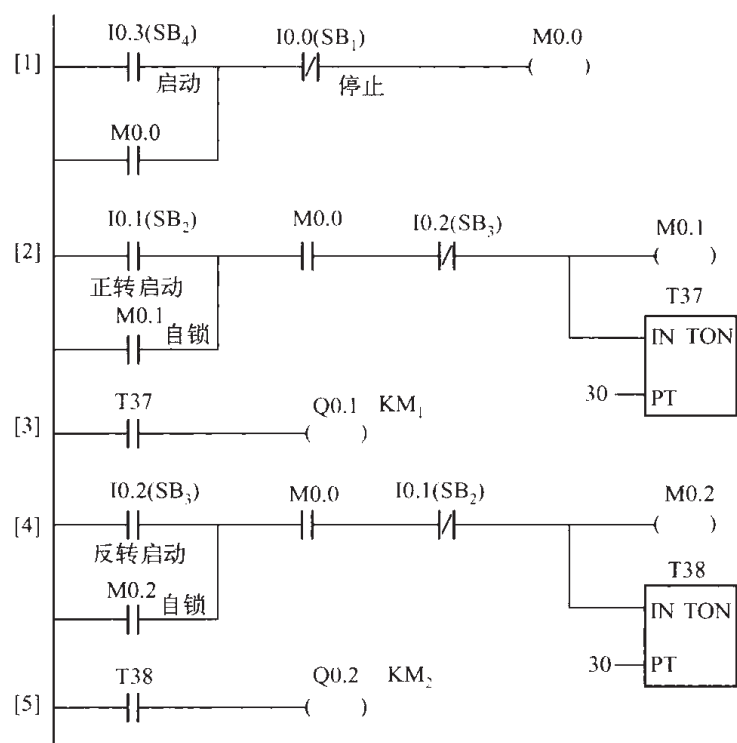 I0.3(SB₄) I0.0(SB₁) M0.0
[1] 启动 停止
M0.0
I0.1(SB₂) M0.0 I0.2(SB₃) M0.1
[2] 正转启动 T37
M0.1 自锁 IN TON
30 PT
T37 Q0.1 KM₁
[3]
I0.2(SB₃) M0.0 I0.1(SB₂) M0.2
[4] 反转启动 T38
M0.2 自锁 IN TON
30 PT
T38 Q0.2 KM₂
[5]